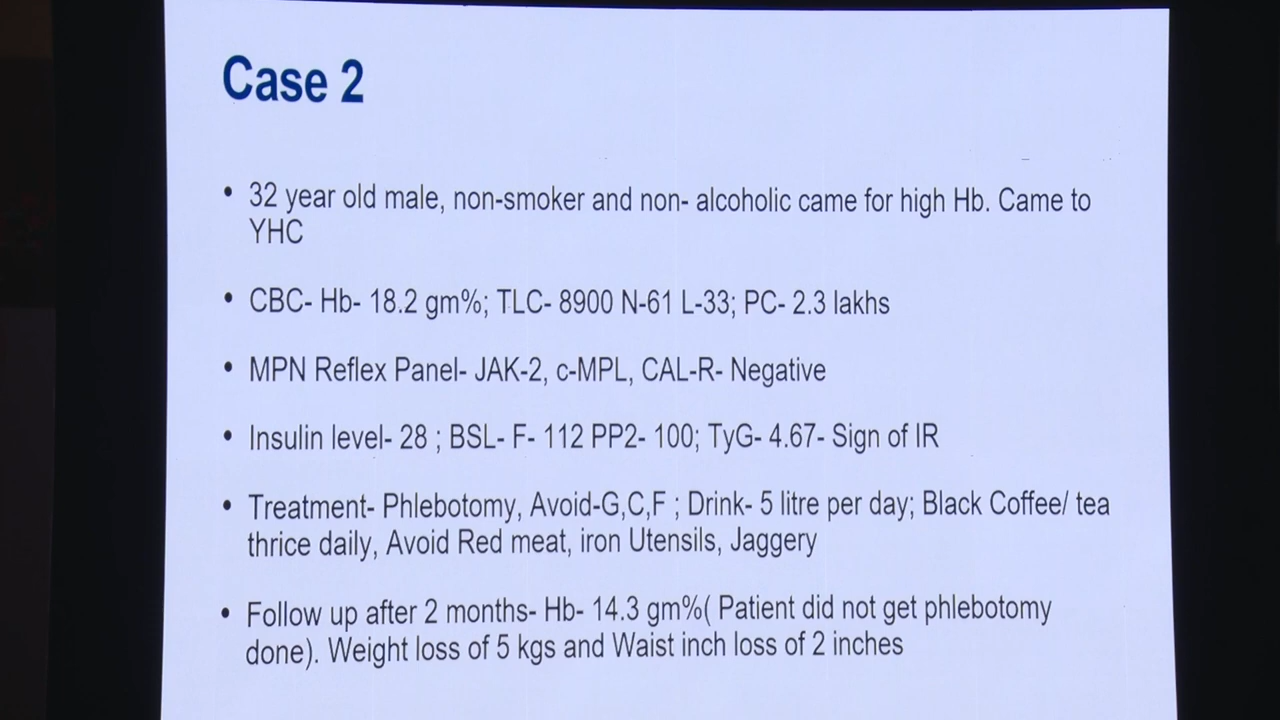 Case 2
• 32 year old male, non-smoker and non- alcoholic came for high Hb. Came to
YHC
• CBC- Hb- 18.2 gm%; TLC- 8900 N-61 L-33; PC- 2.3 lakhs
• MPN Reflex Panel- JAK-2, c-MPL, CAL-R- Negative
• Insulin level- 28 ; BSL- F- 112 PP2- 100; TyG- 4.67- Sign of IR
• Treatment- Phlebotomy, Avoid-G,C,F ; Drink- 5 litre per day; Black Coffee/ tea
thrice daily, Avoid Red meat, iron Utensils, Jaggery
• Follow up after 2 months- Hb- 14.3 gm%( Patient did not get phlebotomy
done). Weight loss of 5 kgs and Waist inch loss of 2 inches